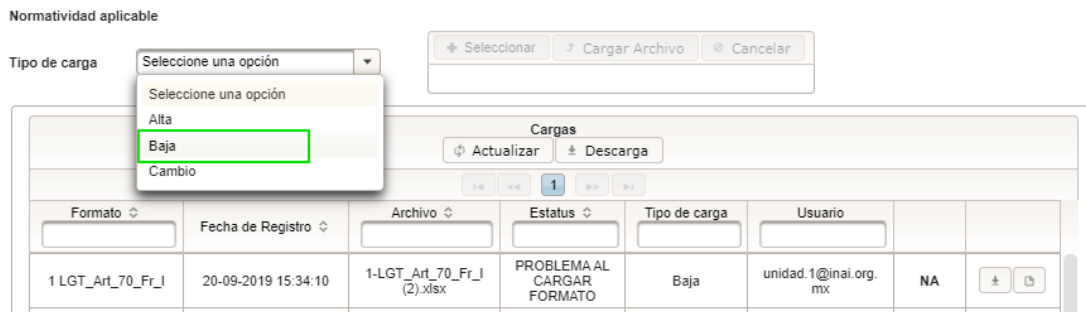 Normatividad aplicable
Seleccionar Cargar Archivo Cancelar
Tipo de carga Seleccione una opción
Seleccione una opción
Alta
Baja
Cambio
Cargas
Actualizar Descarga
1
Formato Fecha de Registro Archivo Estatus Tipo de carga Usuario
1 LGT_Art_70_Fr_I 20-09-2019 15:34:10 1-LGT_Art_70_Fr_I (2).xlsx PROBLEMA AL CARGAR FORMATO Baja unidad.1@inai.org.mx NA